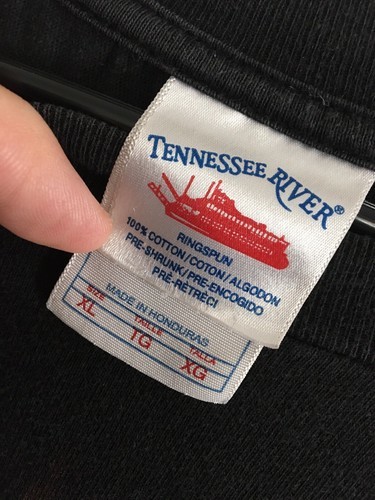 TENNESSEE RIVER®
RINGSPUN
100% COTTON/COTON/ALGODON
PRE-SHRUNK/PRE-ENCOGIDO
PRÉ-RÉTRÉCI
MADE IN HONDURAS
SIZE TAILLE TALLA
XL TG XG